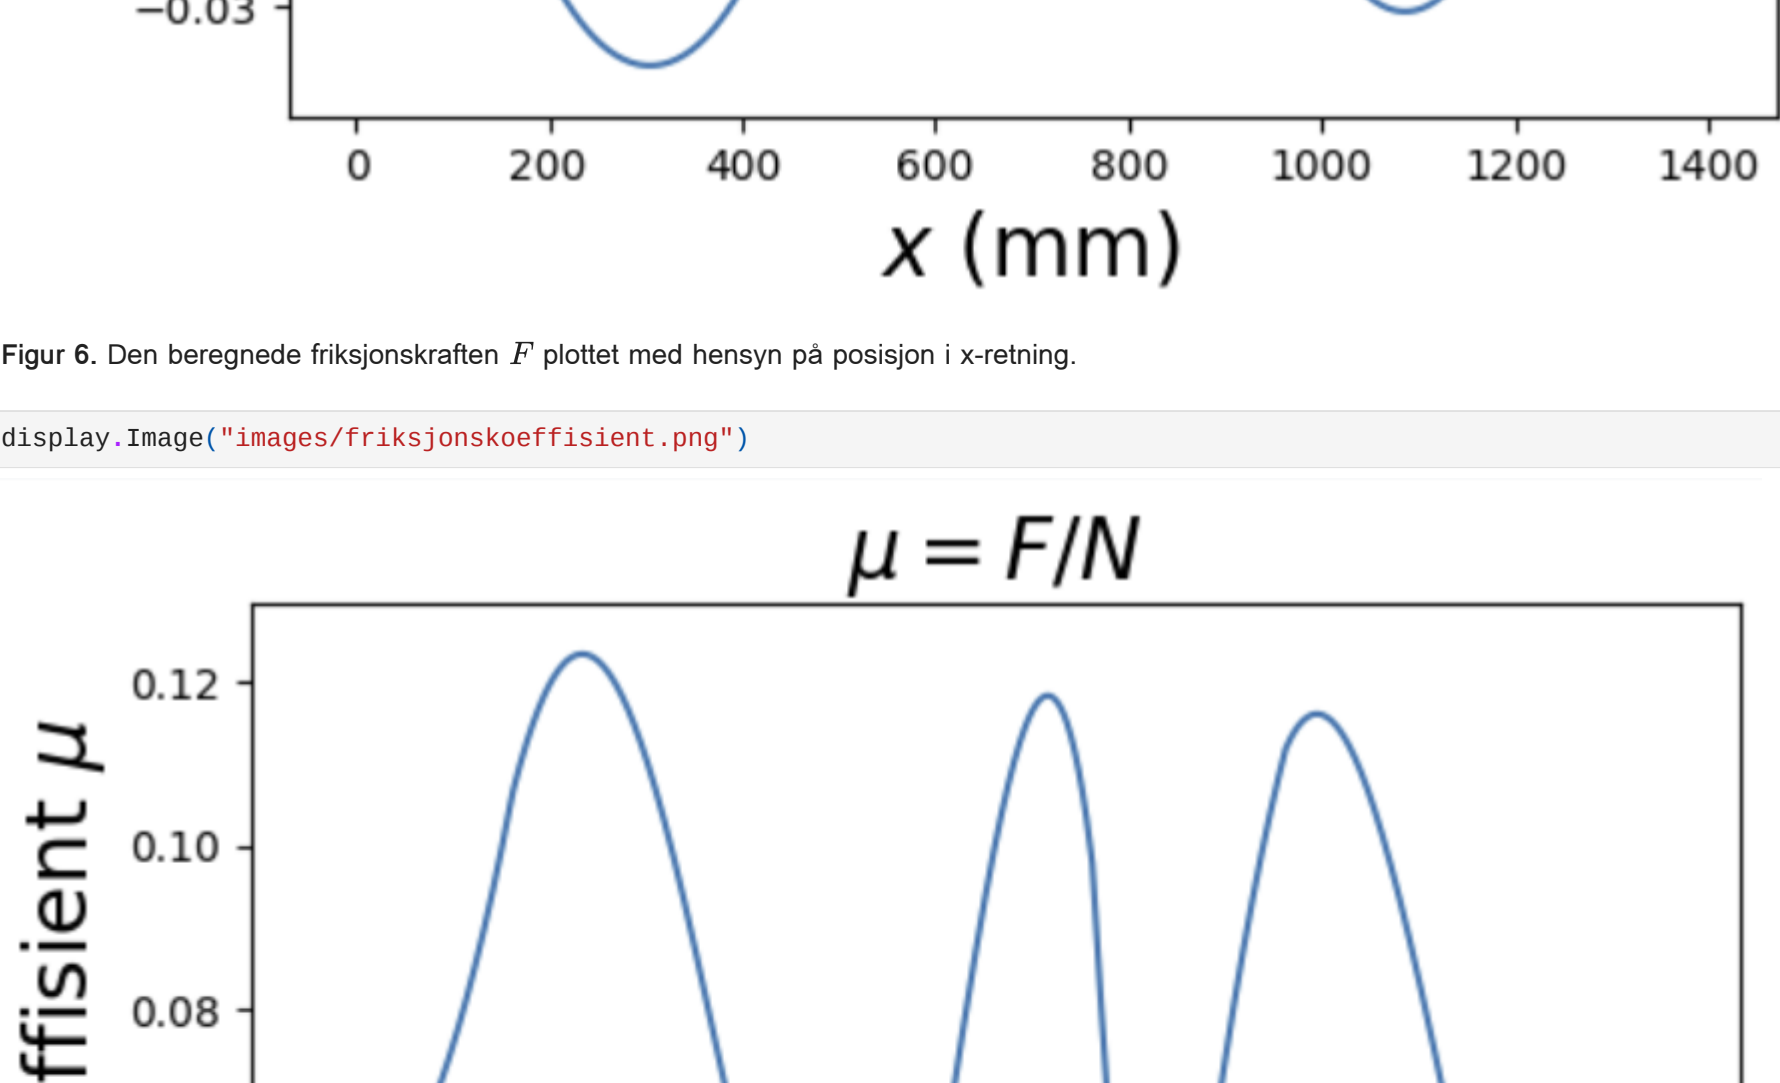 −0.03
0 200 400 600 800 1000 1200 1400
x (mm)
Figur 6. Den beregnede friksjonskraften F plottet med hensyn på posisjon i x-retning.
display.Image("images/friksjonskoeffisient.png")
μ = F/N
0.12
0.10
0.08
ffisient μ